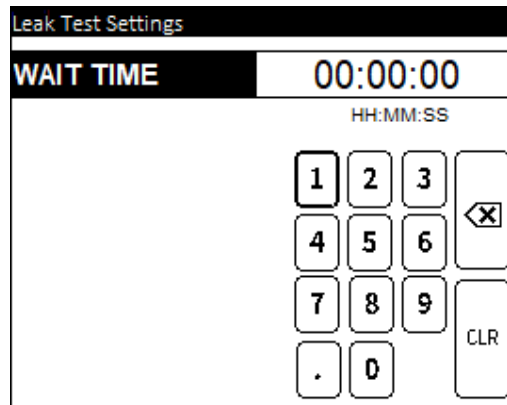 Leak Test Settings
WAIT TIME 00:00:00
HH:MM:SS
1 2 3
4 5 6
7 8 9
CLR
. 0